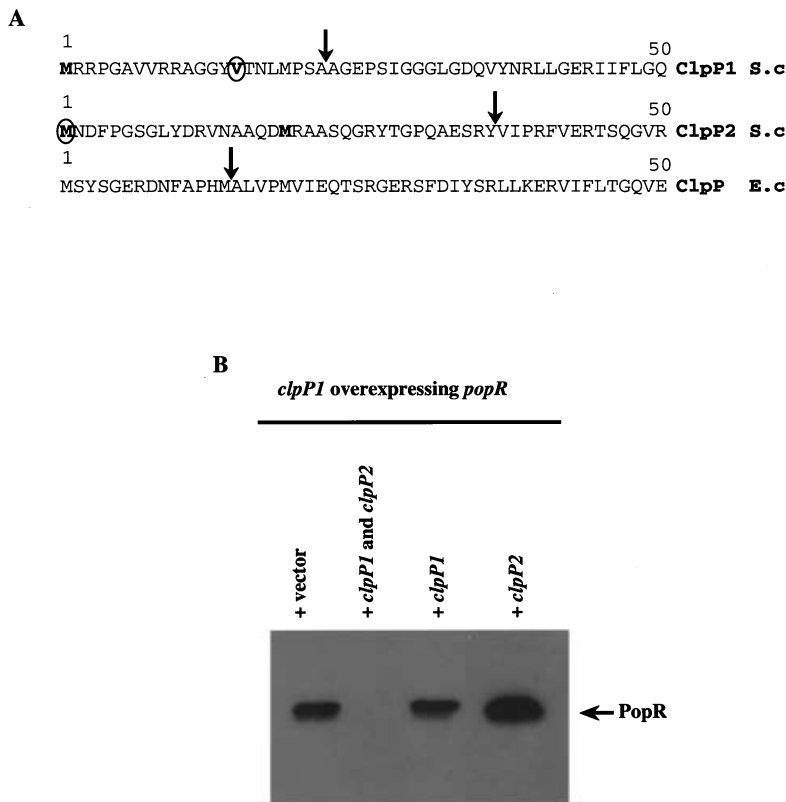 A
1 50
MRRPGAVVRRAGGYVTNLMPSAAGEPSIGGGLGDQVYNRLLGERIIFLGQ ClpP1 S.c
1 50
MNDFPGSGLYDRVNAAQDMRAASQGRYTGPQAESRYVIPRFVERTSQGVR ClpP2 S.c
1 50
MSYSGERDNFAPHMALVPMVIEQTSRGERSFDIYSRLLKERVIFLTGQVE ClpP E.c
B
clpP1 overexpressing popR
+ vector
+ clpP1 and clpP2
+ clpP1
+ clpP2
PopR